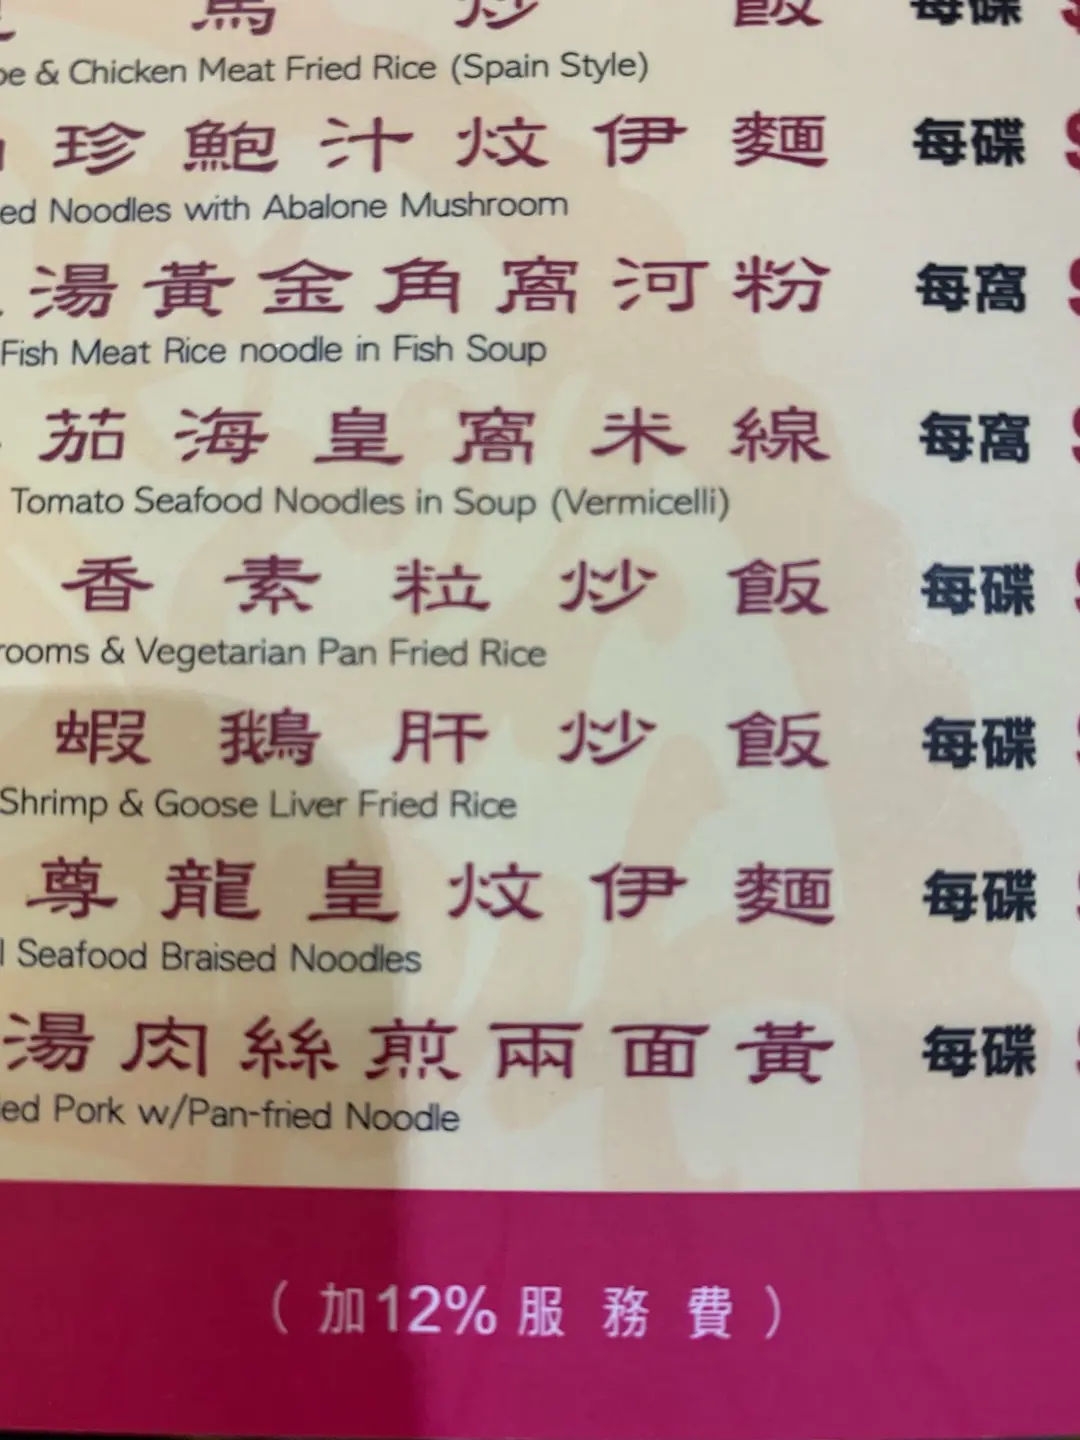 馬 炒 飯 每碟
& Chicken Meat Fried Rice (Spain Style)
珍鮑汁炆伊麵 每碟 $
Noodles with Abalone Mushroom
湯黃金角窩河粉 每窩 $
Fish Meat Rice noodle in Fish Soup
茄海皇窩米線 每窩 $
Tomato Seafood Noodles in Soup (Vermicelli)
香素粒炒飯 每碟
rooms & Vegetarian Pan Fried Rice
蝦鵝肝炒飯 每碟
Shrimp & Goose Liver Fried Rice
尊龍皇炆伊麵 每碟
l Seafood Braised Noodles
湯肉絲煎兩面黃 每碟
ed Pork w/Pan-fried Noodle
(加12%服務費)